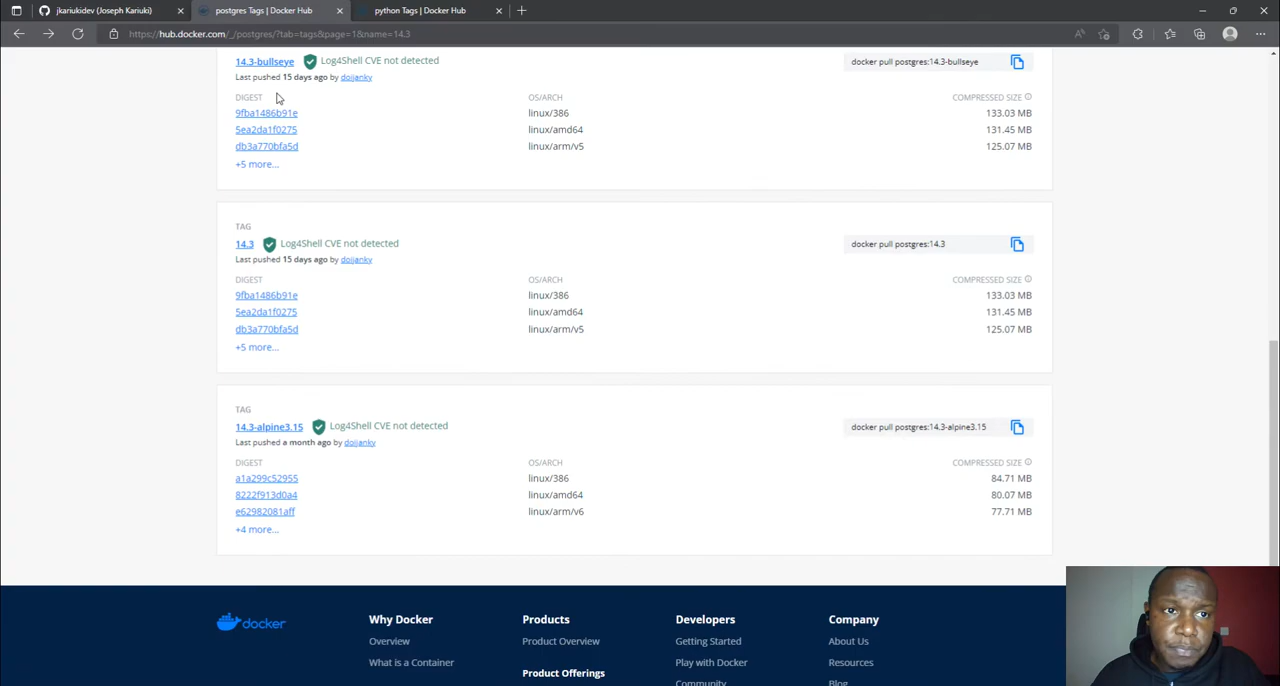 jkariukidev (Joseph Kariuki)
postgres Tags | Docker Hub
python Tags | Docker Hub
https://hub.docker.com/_/postgres/?tab=tags&page=1&name=14.3
14.3-bullseye Log4Shell CVE not detected docker pull postgres:14.3-bullseye
Last pushed 15 days ago by doijanky
DIGEST OS/ARCH COMPRESSED SIZE
9fba1486b91e linux/386 133.03 MB
5ea2da1f0275 linux/amd64 131.45 MB
db3a770bfa5d linux/arm/v5 125.07 MB
+5 more...
TAG
14.3 Log4Shell CVE not detected docker pull postgres:14.3
Last pushed 15 days ago by doijanky
DIGEST OS/ARCH COMPRESSED SIZE
9fba1486b91e linux/386 133.03 MB
5ea2da1f0275 linux/amd64 131.45 MB
db3a770bfa5d linux/arm/v5 125.07 MB
+5 more...
TAG
14.3-alpine3.15 Log4Shell CVE not detected docker pull postgres:14.3-alpine3.15
Last pushed a month ago by doijanky
DIGEST OS/ARCH COMPRESSED SIZE
a1a299c52955 linux/386 84.71 MB
8222f913d0a4 linux/amd64 80.07 MB
e62982081aff linux/arm/v6 77.71 MB
+4 more...
docker
Why Docker Products Developers Company
Overview Product Overview Getting Started About Us
What is a Container Play with Docker Resources
Product Offerings
Community Blog